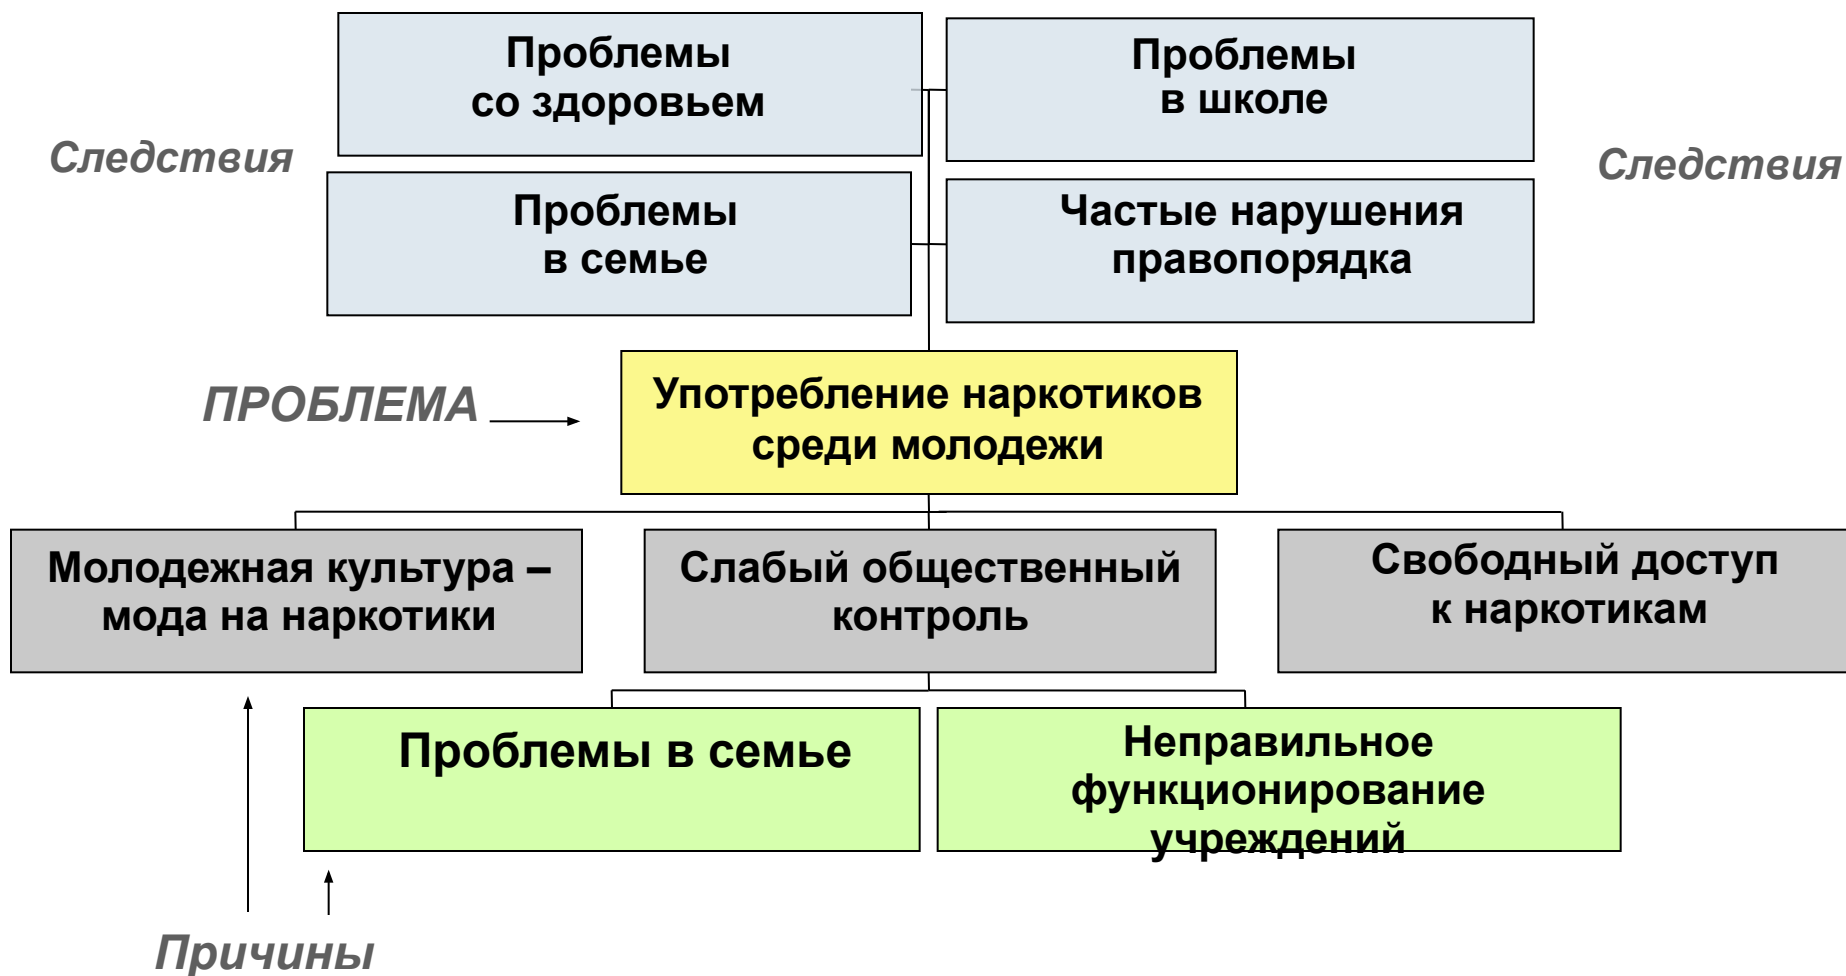 Проблемы
со здоровьем
Проблемы
в школе
Следствия
Следствия
Проблемы
в семье
Частые нарушения
правопорядка
ПРОБЛЕМА
Употребление наркотиков
среди молодежи
Молодежная культура –
мода на наркотики
Слабый общественный
контроль
Свободный доступ
к наркотикам
Проблемы в семье
Неправильное
функционирование
учреждений
Причины